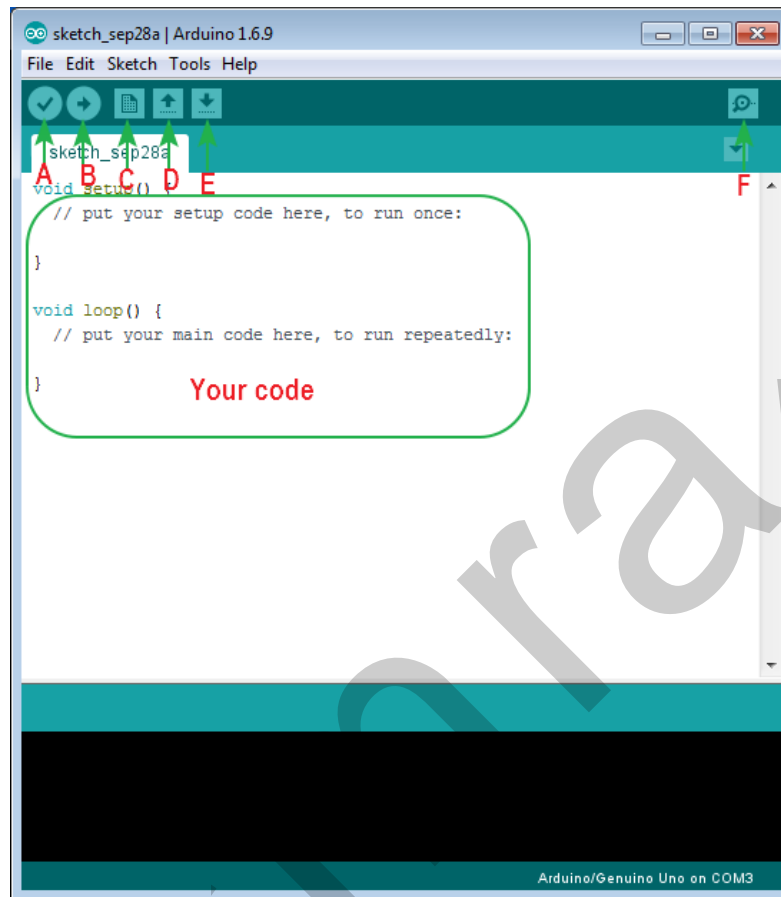 sketch_sep28a | Arduino 1.6.9
File Edit Sketch Tools Help
sketch_sep28a
A B C D E F
void setup() {
// put your setup code here, to run once:
}
void loop() {
// put your main code here, to run repeatedly:
}
Your code
Arduino/Genuino Uno on COM3